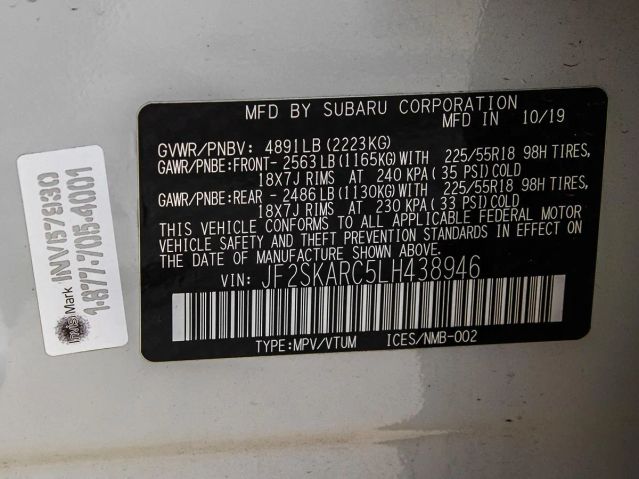 MFD BY SUBARU CORPORATION
MFD IN 10/19
GVWR/PNBV: 4891LB(2223KG)
GAWR/PNBE:FRONT- 2563LB(1165KG)WITH 225/55R18 98H TIRES,
18X7J RIMS AT 240 KPA(35 PSI)COLD
GAWR/PNBE:REAR - 2486LB(1130KG)WITH 225/55R18 98H TIRES,
18X7J RIMS AT 230 KPA(33 PSI)COLD
THIS VEHICLE CONFORMS TO ALL APPLICABLE FEDERAL MOTOR
VEHICLE SAFETY AND THEFT PREVENTION STANDARDS IN EFFECT ON
THE DATE OF MANUFACTURE SHOWN ABOVE.
VIN: JF2SKARC5LH438946
TYPE:MPV/VTUM ICES/NMB-002
Mark
1-877-705-4001